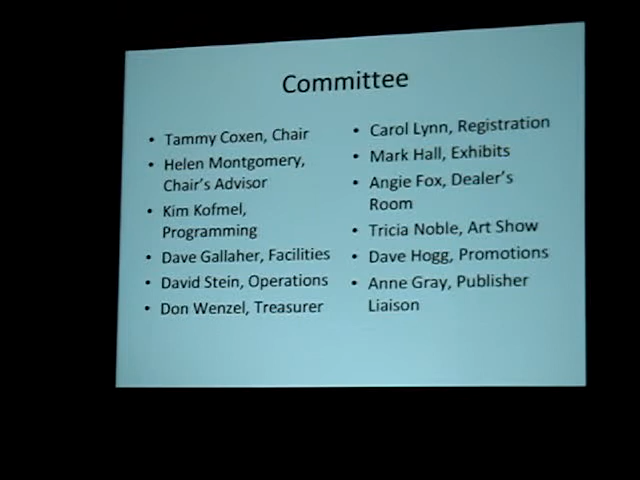 Committee
• Tammy Coxen, Chair
• Helen Montgomery,
Chair's Advisor
• Kim Kofmel,
Programming
• Dave Gallaher, Facilities
• David Stein, Operations
• Don Wenzel, Treasurer
• Carol Lynn, Registration
• Mark Hall, Exhibits
• Angie Fox, Dealer's
Room
• Tricia Noble, Art Show
• Dave Hogg, Promotions
• Anne Gray, Publisher
Liaison